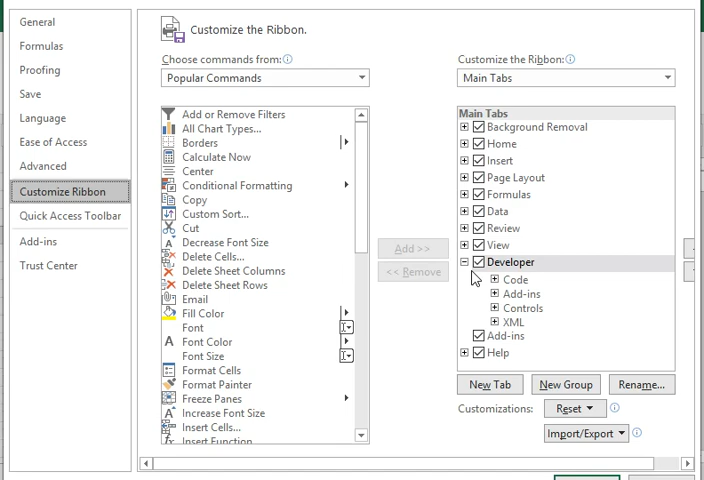 General
Formulas
Proofing
Save
Language
Ease of Access
Advanced
Customize Ribbon
Quick Access Toolbar
Add-ins
Trust Center
Customize the Ribbon.
Choose commands from:
Popular Commands
Add or Remove Filters
All Chart Types...
Borders
Calculate Now
Center
Conditional Formatting
Copy
Custom Sort...
Cut
Decrease Font Size
Delete Cells...
Delete Sheet Columns
Delete Sheet Rows
Email
Fill Color
Font
Font Color
Font Size
Format Cells
Format Painter
Freeze Panes
Increase Font Size
Insert Cells...
Insert Function
Add >>
<< Remove
Customize the Ribbon:
Main Tabs
Main Tabs
Background Removal
Home
Insert
Page Layout
Formulas
Data
Review
View
Developer
Code
Add-ins
Controls
XML
Add-ins
Help
New Tab
New Group
Rename...
Customizations:
Reset
Import/Export